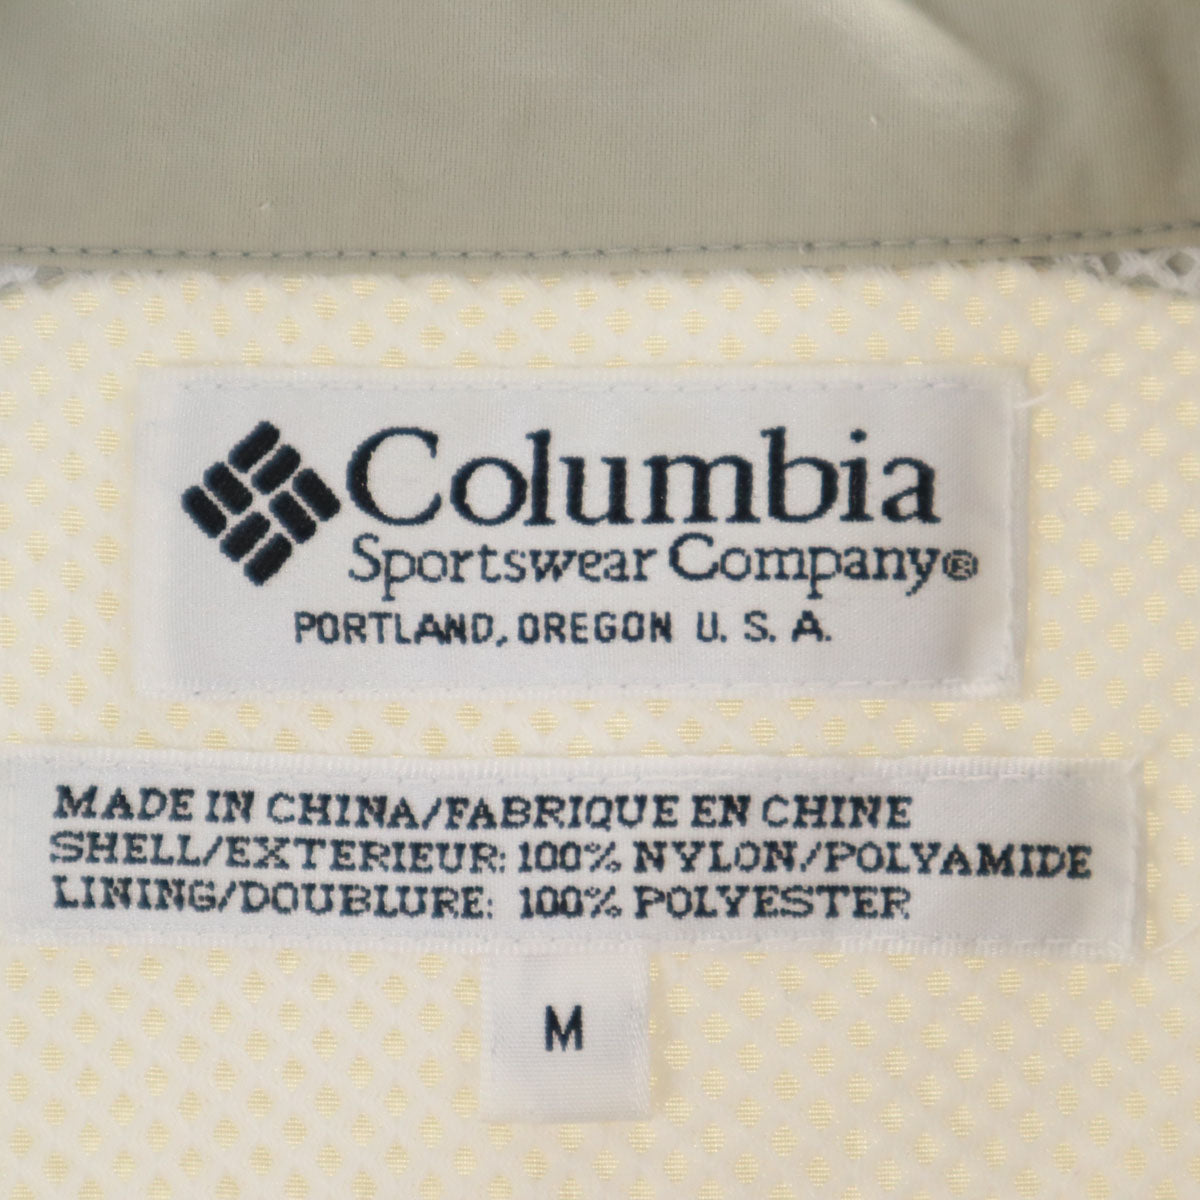 Columbia
Sportswear Company®
PORTLAND, OREGON U. S. A.
MADE IN CHINA/FABRIQUE EN CHINE
SHELL/EXTERIEUR: 100% NYLON/POLYAMIDE
LINING/DOUBLURE: 100% POLYESTER
M